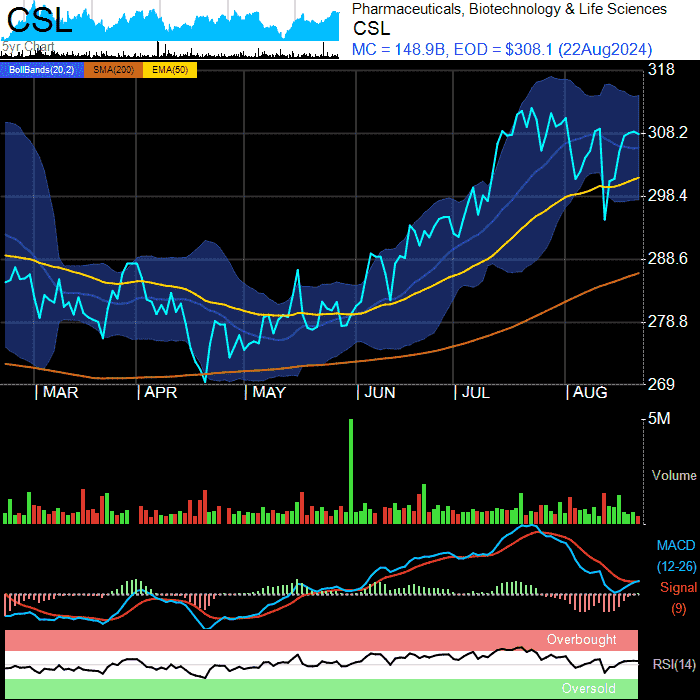 CSL
5yr Chart
Pharmaceuticals, Biotechnology & Life Sciences
CSL
MC = 148.9B, EOD = $308.1 (22Aug2024)
BollBands(20,2) SMA(200) EMA(50)
318
308.2
298.4
288.6
278.8
269
MAR APR MAY JUN JUL AUG
5M
Volume
MACD
(12-26)
Signal
(9)
Overbought
RSI(14)
Oversold